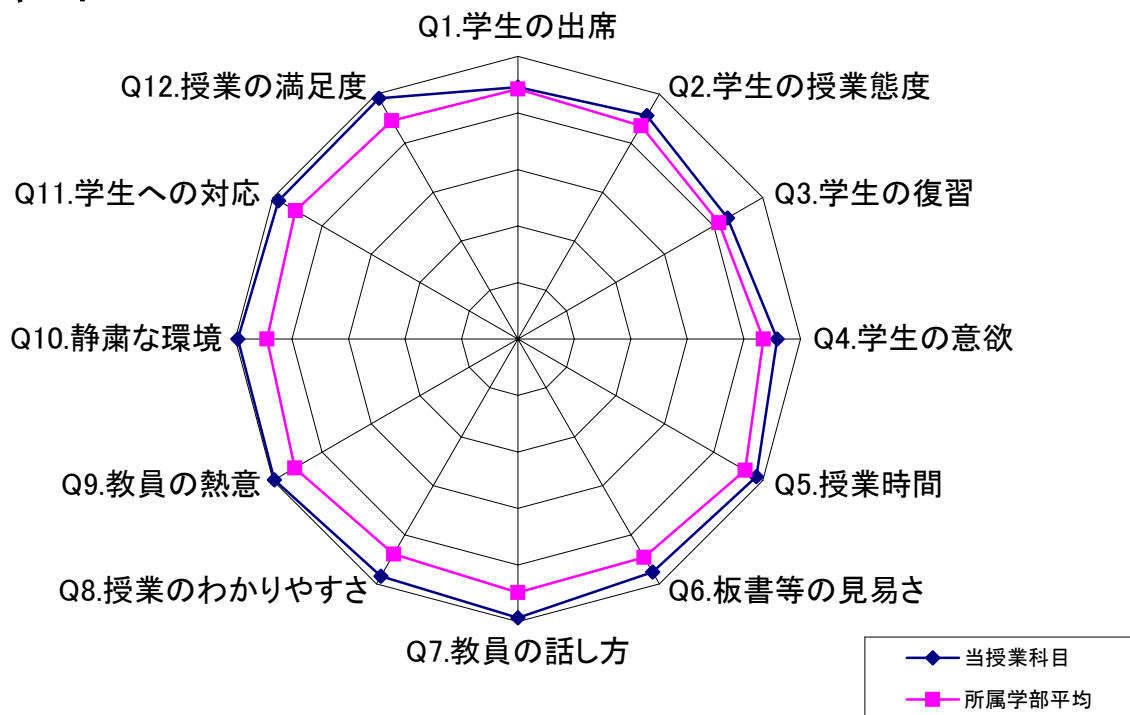 Q1.学生の出席
Q2.学生の授業態度
Q3.学生の復習
Q4.学生の意欲
Q5.授業時間
Q6.板書等の見易さ
Q7.教員の話し方
Q8.授業のわかりやすさ
Q9.教員の熱意
Q10.静粛な環境
Q11.学生への対応
Q12.授業の満足度
当授業科目
所属学部平均